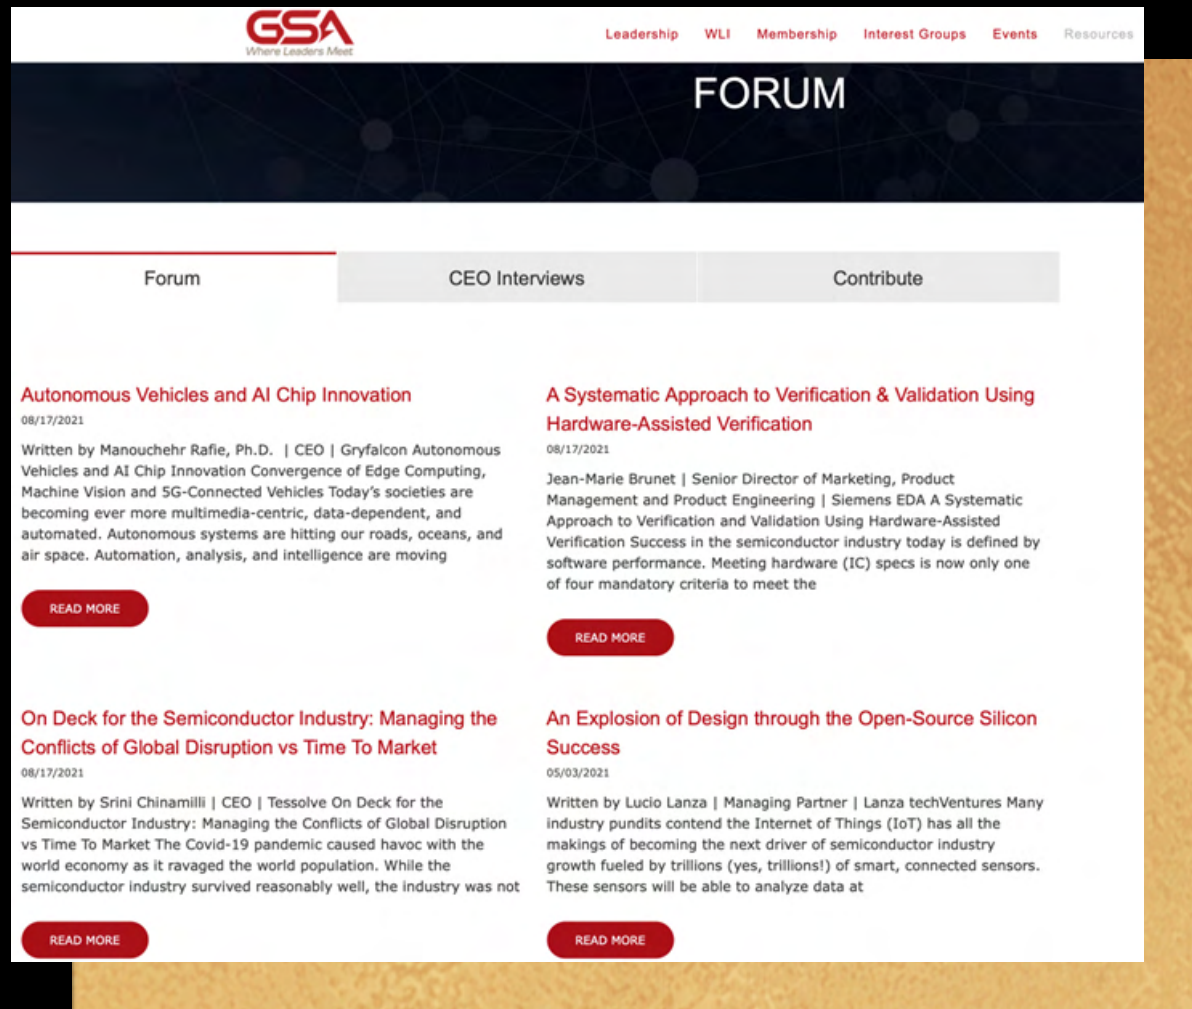 GSA
Where Leaders Meet
Leadership WLI Membership Interest Groups Events Resources
FORUM
Forum CEO Interviews Contribute
Autonomous Vehicles and AI Chip Innovation
08/17/2021
Written by Manouchehr Rafie, Ph.D. | CEO | Gryfalcon Autonomous
Vehicles and AI Chip Innovation Convergence of Edge Computing,
Machine Vision and 5G-Connected Vehicles Today's societies are
becoming ever more multimedia-centric, data-dependent, and
automated. Autonomous systems are hitting our roads, oceans, and
air space. Automation, analysis, and intelligence are moving
READ MORE
A Systematic Approach to Verification & Validation Using
Hardware-Assisted Verification
08/17/2021
Jean-Marie Brunet | Senior Director of Marketing, Product
Management and Product Engineering | Siemens EDA A Systematic
Approach to Verification and Validation Using Hardware-Assisted
Verification Success in the semiconductor industry today is defined by
software performance. Meeting hardware (IC) specs is now only one
of four mandatory criteria to meet the
READ MORE
On Deck for the Semiconductor Industry: Managing the
Conflicts of Global Disruption vs Time To Market
08/17/2021
Written by Srini Chinamilli | CEO | Tessolve On Deck for the
Semiconductor Industry: Managing the Conflicts of Global Disruption
vs Time To Market The Covid-19 pandemic caused havoc with the
world economy as it ravaged the world population. While the
semiconductor industry survived reasonably well, the industry was not
READ MORE
An Explosion of Design through the Open-Source Silicon
Success
05/03/2021
Written by Lucio Lanza | Managing Partner | Lanza techVentures Many
industry pundits contend the Internet of Things (IoT) has all the
makings of becoming the next driver of semiconductor industry
growth fueled by trillions (yes, trillions!) of smart, connected sensors.
These sensors will be able to analyze data at
READ MORE